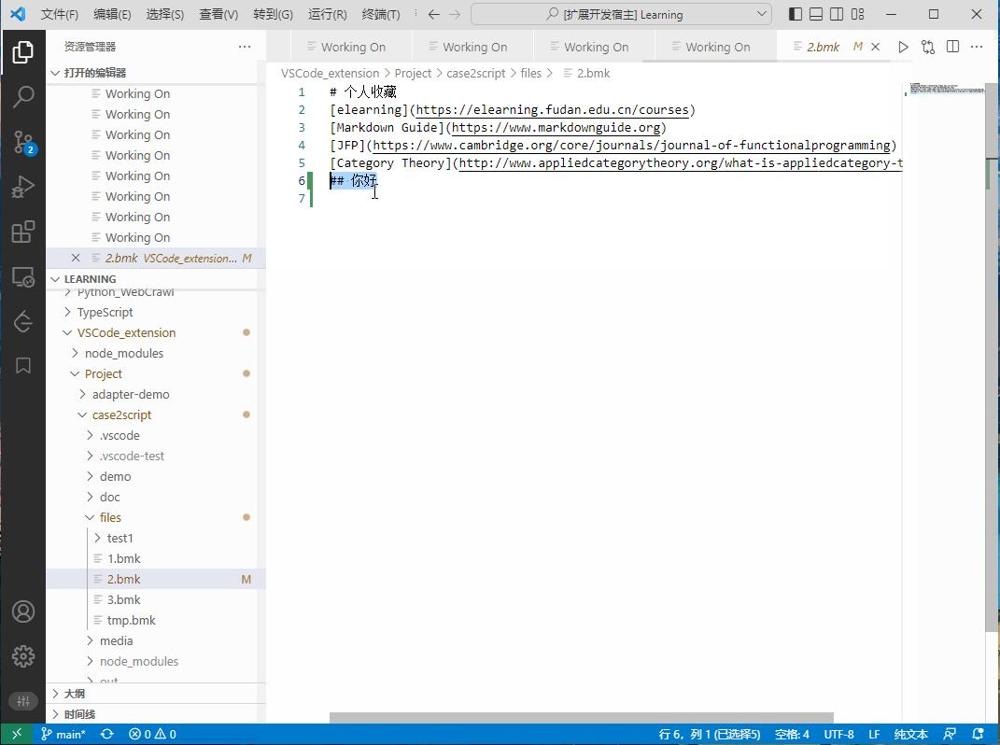 文件(F) 编辑(E) 选择(S) 查看(V) 转到(G) 运行(R) 终端(T) [扩展开发宿主] Learning
资源管理器
Working On Working On Working On Working On 2.bmk M
打开的编辑器
VSCode_extension > Project > case2script > files > 2.bmk
Working On
Working On
Working On
Working On
Working On
Working On
Working On
Working On
2.bmk VSCode_extension... M
1 # 个人收藏
2 [elearning](https://elearning.fudan.edu.cn/courses)
3 [Markdown Guide](https://www.markdownguide.org)
4 [JFP](https://www.cambridge.org/core/journals/journal-of-functionalprogramming)
5 [Category Theory](http://www.appliedcategorytheory.org/what-is-appliedcategory-t
6 ## 你好
7
LEARNING
Python_WebCrawl
TypeScript
VSCode_extension
node_modules
Project
adapter-demo
case2script
.vscode
.vscode-test
demo
doc
files
test1
1.bmk
2.bmk M
3.bmk
tmp.bmk
media
node_modules
out
大纲
时间线
2
main* 0 0 行 6，列 1 (已选择5) 空格: 4 UTF-8 LF 纯文本